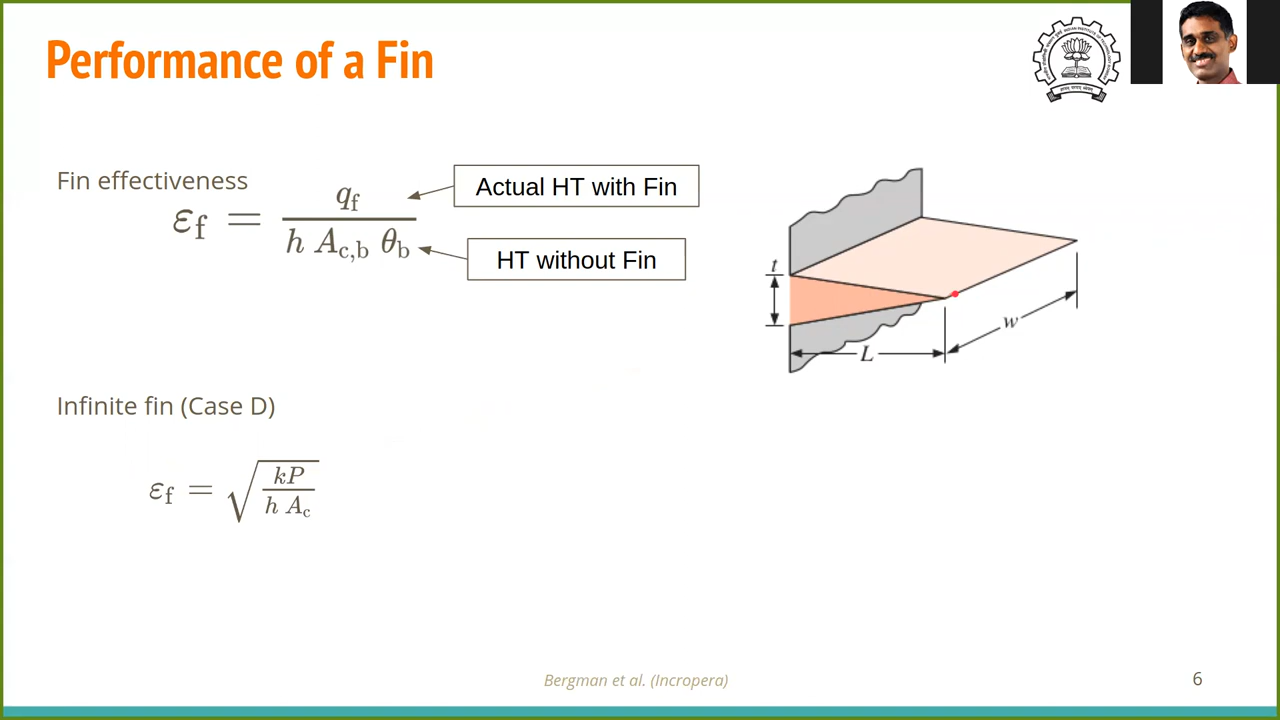 Performance of a Fin
Fin effectiveness
ε_f = q_f / (h A_c,b θ_b)
Actual HT with Fin
HT without Fin
t
L
w
Infinite fin (Case D)
ε_f = √(kP / (h A_c))
Bergman et al. (Incropera)
6